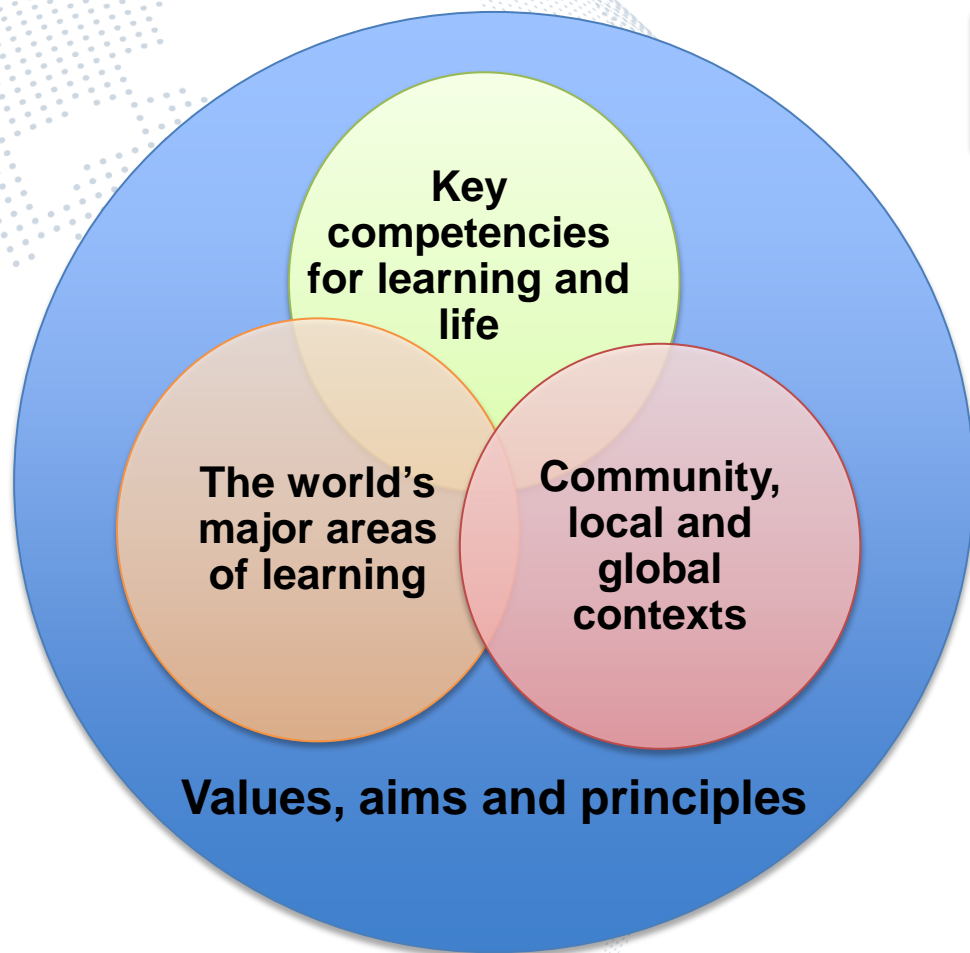 Key
competencies
for learning and
life
The world’s
major areas
of learning
Community,
local and
global
contexts
Values, aims and principles